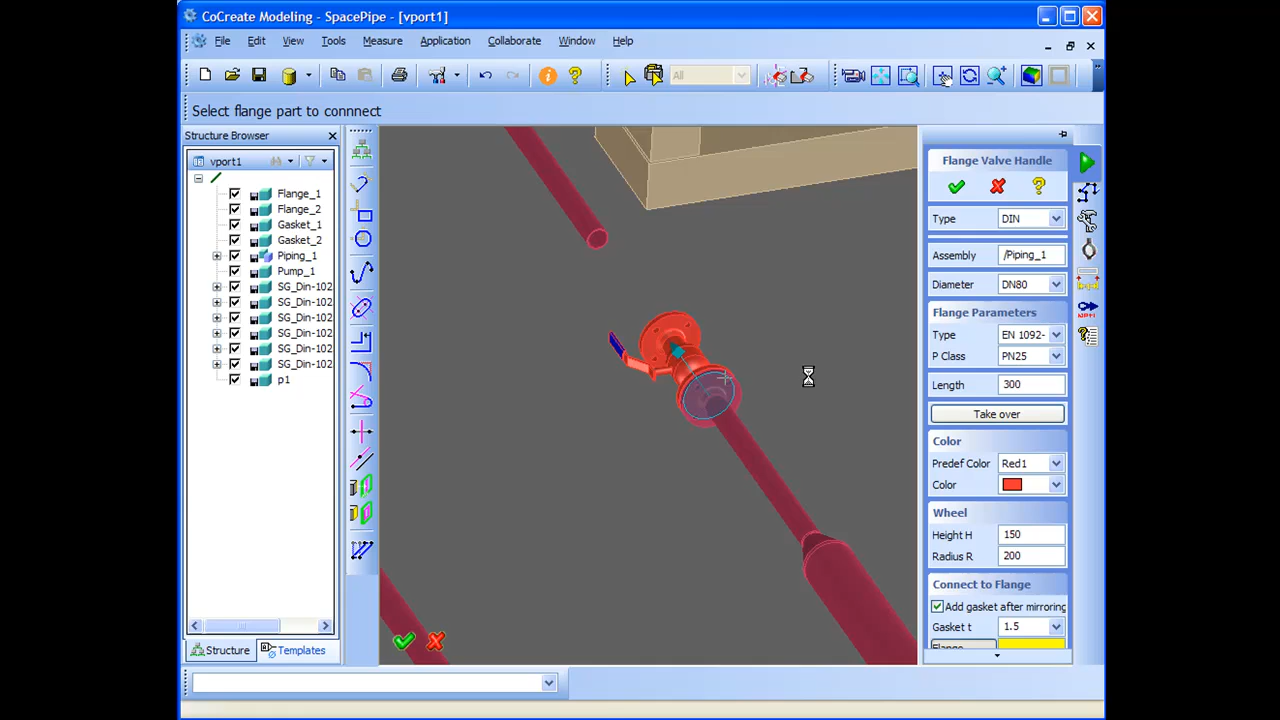 CoCreate Modeling - SpacePipe - [vport1]
File Edit View Tools Measure Application Collaborate Window Help
All
Select flange part to connnect
Structure Browser
vport1
Flange_1
Flange_2
Gasket_1
Gasket_2
Piping_1
Pump_1
SG_Din-102
SG_Din-102
SG_Din-102
SG_Din-102
SG_Din-102
SG_Din-102
p1
Structure Templates
Flange Valve Handle
Type DIN
Assembly /Piping_1
Diameter DN80
Flange Parameters
Type EN 1092-
P Class PN25
Length 300
Take over
Color
Predef Color Red1
Color
Wheel
Height H 150
Radius R 200
Connect to Flange
Add gasket after mirroring
Gasket t 1.5
Flange